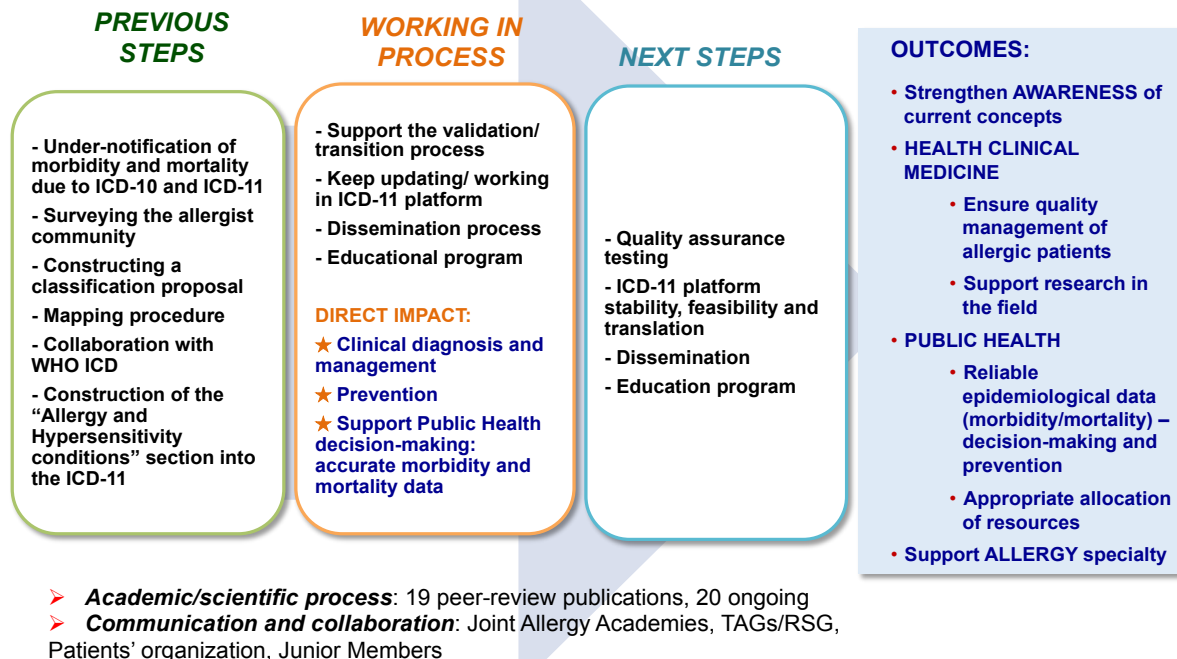 PREVIOUS
STEPS
- Under-notification of
morbidity and mortality
due to ICD-10 and ICD-11
- Surveying the allergist
community
- Constructing a
classification proposal
- Mapping procedure
- Collaboration with
WHO ICD
- Construction of the
“Allergy and
Hypersensitivity
conditions” section into
the ICD-11
WORKING IN
PROCESS
- Support the validation/
transition process
- Keep updating/ working
in ICD-11 platform
- Dissemination process
- Educational program
DIRECT IMPACT:
★ Clinical diagnosis and
management
★ Prevention
★ Support Public Health
decision-making:
accurate morbidity and
mortality data
NEXT STEPS
- Quality assurance
testing
- ICD-11 platform
stability, feasibility and
translation
- Dissemination
- Education program
OUTCOMES:
• Strengthen AWARENESS of
current concepts
• HEALTH CLINICAL
MEDICINE
• Ensure quality
management of
allergic patients
• Support research in
the field
• PUBLIC HEALTH
• Reliable
epidemiological data
(morbidity/mortality) –
decision-making and
prevention
• Appropriate allocation
of resources
• Support ALLERGY specialty
➢ Academic/scientific process: 19 peer-review publications, 20 ongoing
➢ Communication and collaboration: Joint Allergy Academies, TAGs/RSG,
Patients’ organization, Junior Members